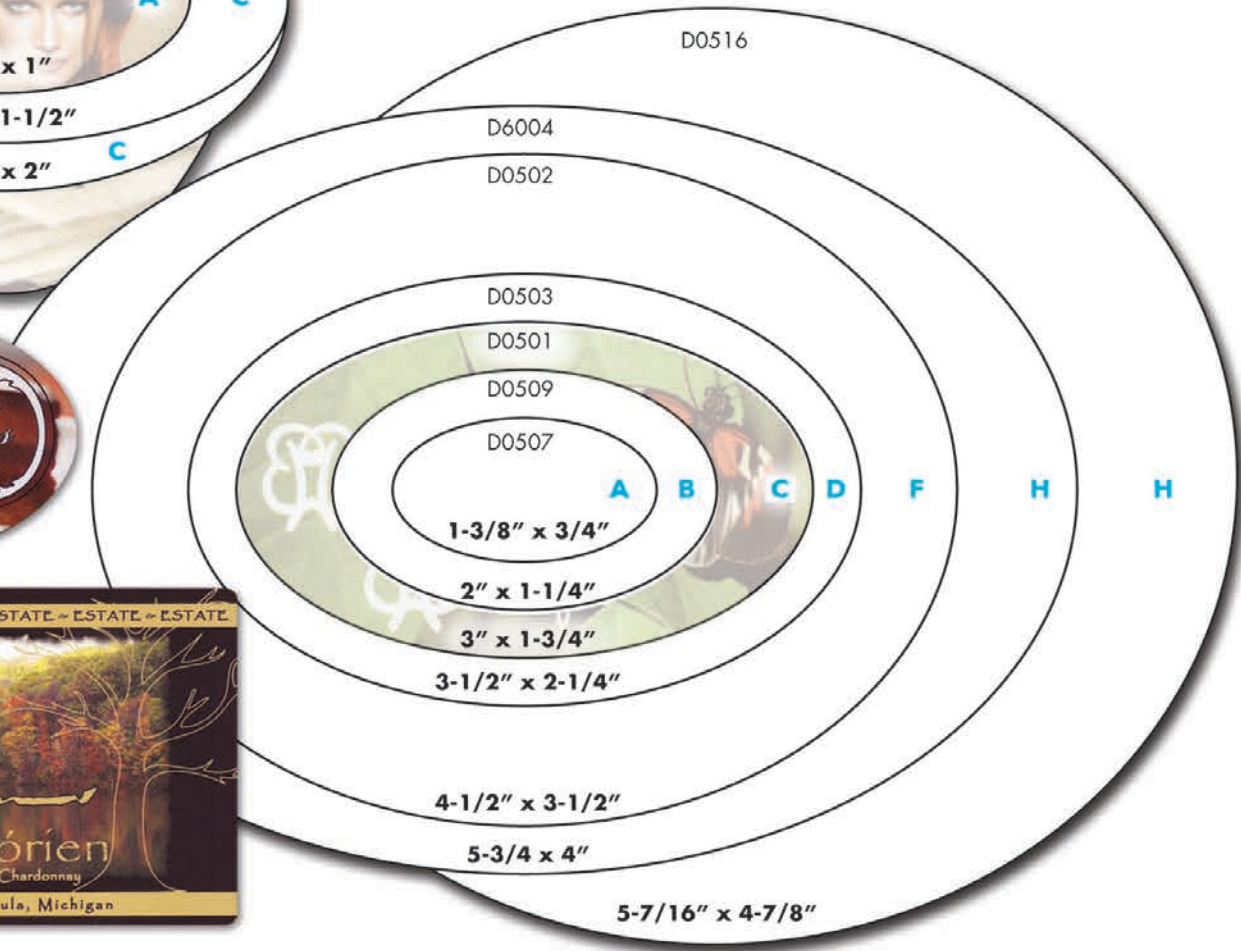 A C
x 1″
1-1/2″
C
x 2″
D0516
D6004
D0502
D0503
D0501
D0509
D0507
A B C D F H H
1-3/8″ x 3/4″
2″ x 1-1/4″
3″ x 1-3/4″
3-1/2″ x 2-1/4″
4-1/2″ x 3-1/2″
5-3/4 x 4″
5-7/16″ x 4-7/8″
s
STATE ~ ESTATE ~ ESTATE
órien
Chardonnay
ula, Michigan